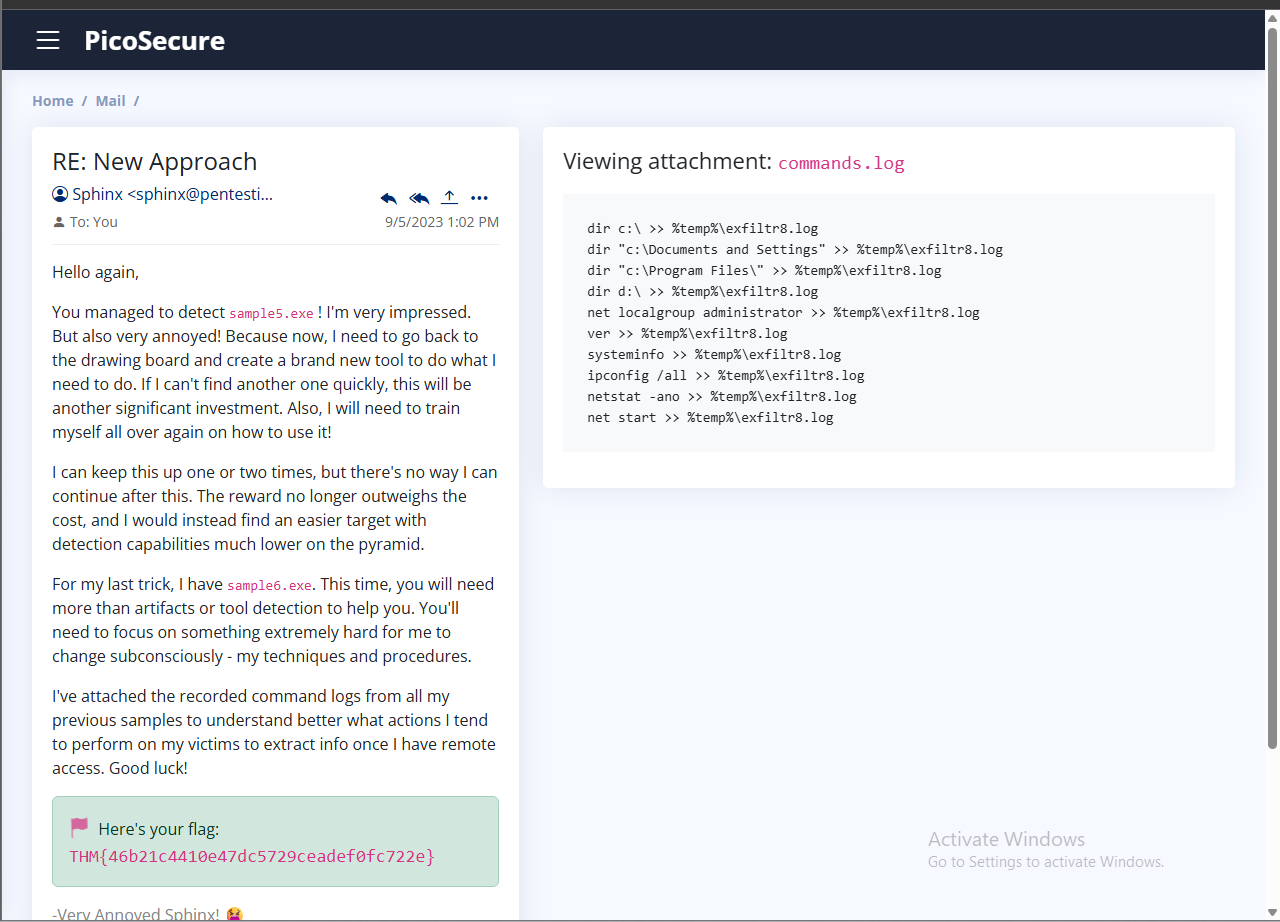 PicoSecure
Home / Mail /
RE: New Approach
Sphinx <sphinx@pentesti...
To: You
9/5/2023 1:02 PM
Hello again,
You managed to detect sample5.exe ! I'm very impressed.
But also very annoyed! Because now, I need to go back to
the drawing board and create a brand new tool to do what I
need to do. If I can't find another one quickly, this will be
another significant investment. Also, I will need to train
myself all over again on how to use it!
I can keep this up one or two times, but there's no way I can
continue after this. The reward no longer outweighs the
cost, and I would instead find an easier target with
detection capabilities much lower on the pyramid.
For my last trick, I have sample6.exe. This time, you will need
more than artifacts or tool detection to help you. You'll
need to focus on something extremely hard for me to
change subconsciously - my techniques and procedures.
I've attached the recorded command logs from all my
previous samples to understand better what actions I tend
to perform on my victims to extract info once I have remote
access. Good luck!
Here's your flag:
THM{46b21c4410e47dc5729ceadef0fc722e}
-Very Annoyed Sphinx! 😫
Viewing attachment: commands.log
dir c:\ >> %temp%\exfiltr8.log
dir "c:\Documents and Settings" >> %temp%\exfiltr8.log
dir "c:\Program Files\" >> %temp%\exfiltr8.log
dir d:\ >> %temp%\exfiltr8.log
net localgroup administrator >> %temp%\exfiltr8.log
ver >> %temp%\exfiltr8.log
systeminfo >> %temp%\exfiltr8.log
ipconfig /all >> %temp%\exfiltr8.log
netstat -ano >> %temp%\exfiltr8.log
net start >> %temp%\exfiltr8.log
Activate Windows
Go to Settings to activate Windows.